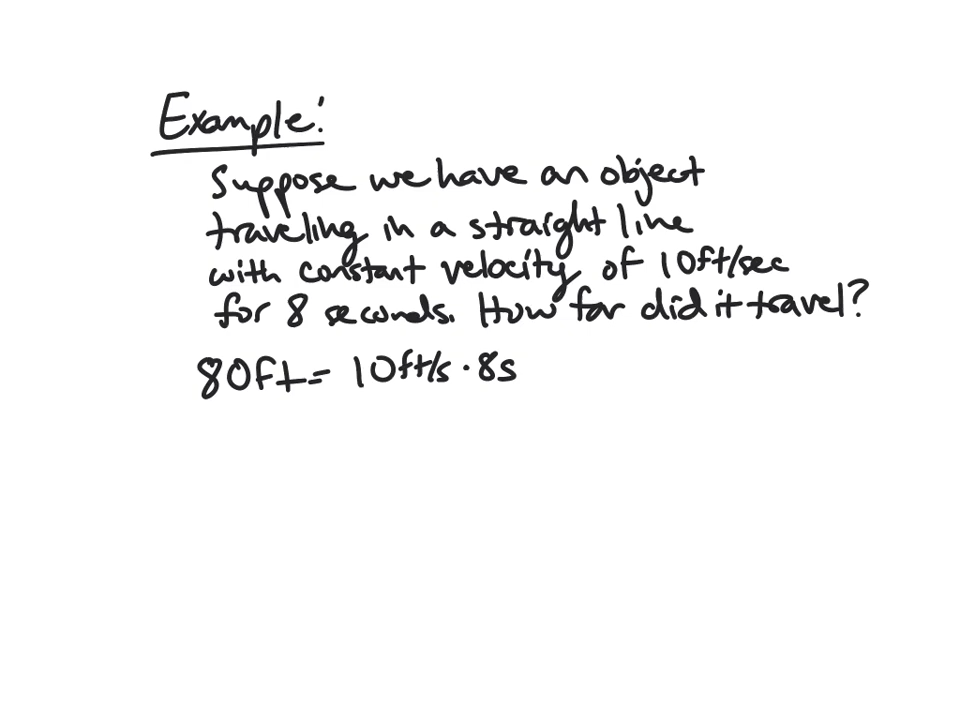 Example:
Suppose we have an object
traveling in a straight line
with constant velocity of 10ft/sec
for 8 seconds. How far did it travel?
80ft = 10ft/s · 8s